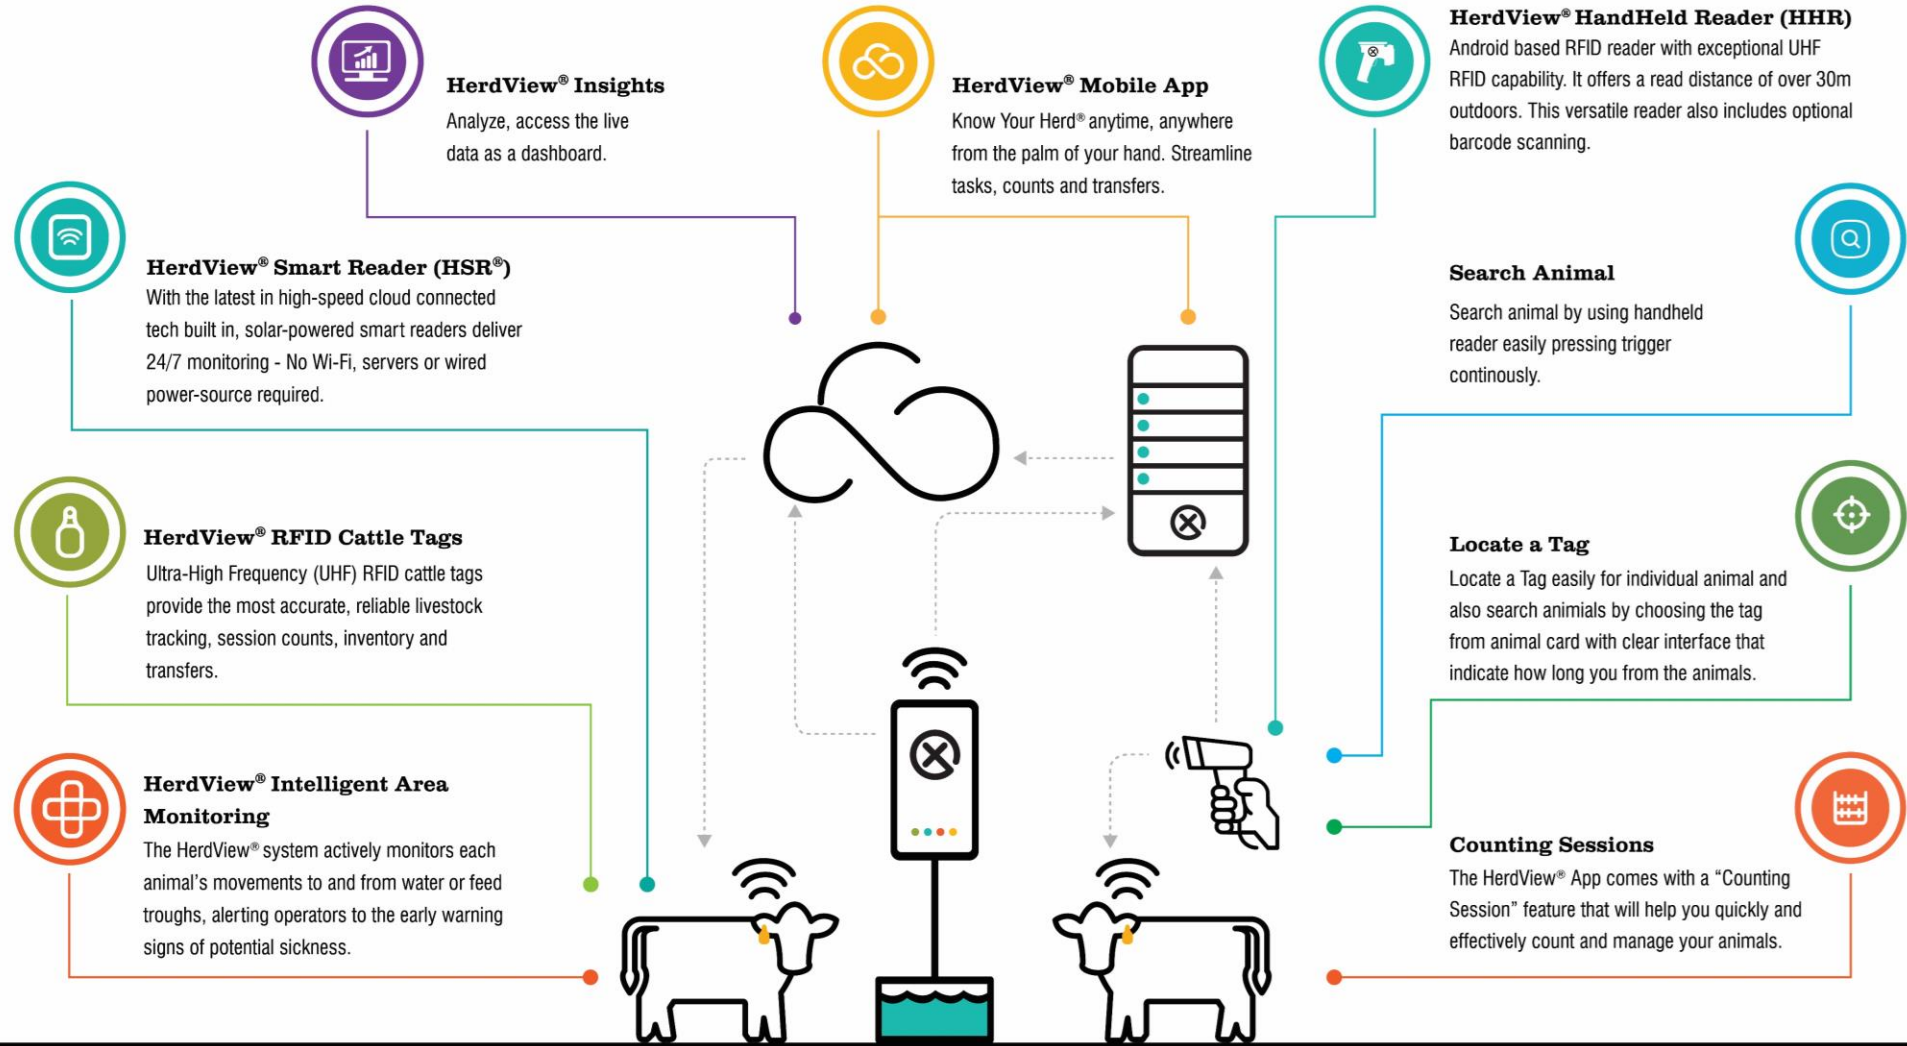 HerdView® Insights
Analyze, access the live
data as a dashboard.
HerdView® Mobile App
Know Your Herd® anytime, anywhere
from the palm of your hand. Streamline
tasks, counts and transfers.
HerdView® HandHeld Reader (HHR)
Android based RFID reader with exceptional UHF
RFID capability. It offers a read distance of over 30m
outdoors. This versatile reader also includes optional
barcode scanning.
HerdView® Smart Reader (HSR®)
With the latest in high-speed cloud connected
tech built in, solar-powered smart readers deliver
24/7 monitoring - No Wi-Fi, servers or wired
power-source required.
Search Animal
Search animal by using handheld
reader easily pressing trigger
continously.
HerdView® RFID Cattle Tags
Ultra-High Frequency (UHF) RFID cattle tags
provide the most accurate, reliable livestock
tracking, session counts, inventory and
transfers.
Locate a Tag
Locate a Tag easily for individual animal and
also search animials by choosing the tag
from animal card with clear interface that
indicate how long you from the animals.
HerdView® Intelligent Area
Monitoring
The HerdView® system actively monitors each
animal's movements to and from water or feed
troughs, alerting operators to the early warning
signs of potential sickness.
Counting Sessions
The HerdView® App comes with a “Counting
Session” feature that will help you quickly and
effectively count and manage your animals.